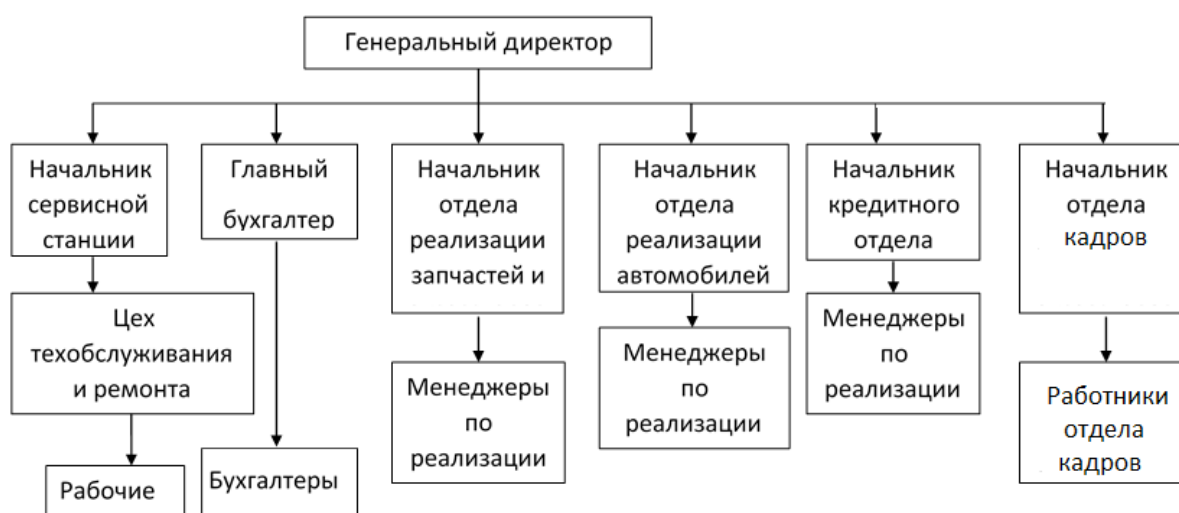 Генеральный директор
Начальник
сервисной
станции
Главный
бухгалтер
Начальник
отдела
реализации
запчастей и
Начальник
отдела
реализации
автомобилей
Начальник
кредитного
отдела
Начальник
отдела
кадров
Цех
техобслуживания
и ремонта
Менеджеры
по
реализации
Менеджеры
по
реализации
Менеджеры
по
реализации
Работники
отдела
кадров
Рабочие
Бухгалтеры